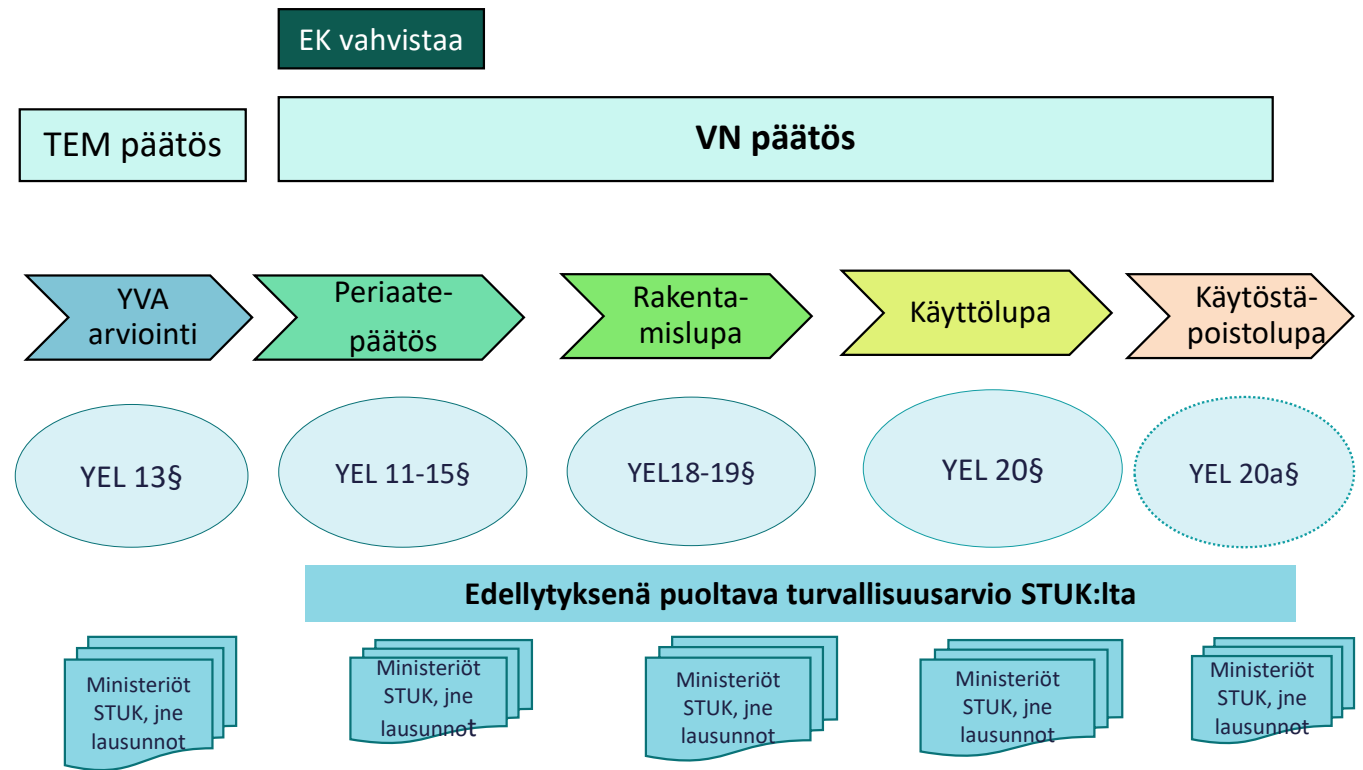 EK vahvistaa
TEM päätös
VN päätös
YVA
arviointi
Periaate-
päätös
Rakenta-
mislupa
Käyttölupa
Käytöstä-
poistolupa
YEL 13§
YEL 11-15§
YEL18-19§
YEL 20§
YEL 20a§
Edellytyksenä puoltava turvallisuusarvio STUK:lta
Ministeriöt
STUK, jne
lausunnot
Ministeriöt
STUK, jne
lausunnot
Ministeriöt
STUK, jne
lausunnot
Ministeriöt
STUK, jne
lausunnot
Ministeriöt
STUK, jne
lausunnot